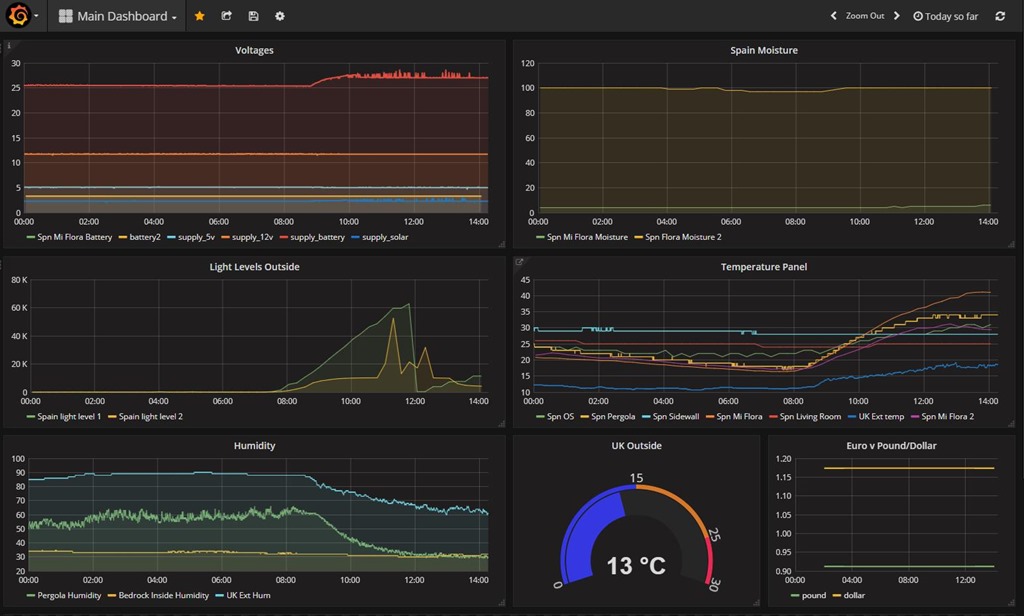 Main Dashboard
Zoom Out
Today so far
Voltages
30
25
20
15
10
5
0
00:00 02:00 04:00 06:00 08:00 10:00 12:00 14:00
Spn Mi Flora Battery battery2 supply_5v supply_12v supply_battery supply_solar
Spain Moisture
120
100
80
60
40
20
0
00:00 02:00 04:00 06:00 08:00 10:00 12:00 14:00
Spn Mi Flora Moisture Spn Flora Moisture 2
Light Levels Outside
80 K
60 K
40 K
20 K
0
00:00 02:00 04:00 06:00 08:00 10:00 12:00 14:00
Spain light level 1 Spain light level 2
Temperature Panel
45
40
35
30
25
20
15
10
00:00 02:00 04:00 06:00 08:00 10:00 12:00 14:00
Spn OS Spn Pergola Spn Sidewall Spn Mi Flora Spn Living Room UK Ext temp Spn Mi Flora 2
Humidity
100
90
80
70
60
50
40
30
20
00:00 02:00 04:00 06:00 08:00 10:00 12:00 14:00
Pergola Humidity Bedrock Inside Humidity UK Ext Hum
UK Outside
15
25
0
30
13 °C
Euro v Pound/Dollar
1.20
1.15
1.10
1.05
1.00
0.95
0.90
00:00 04:00 08:00 12:00
pound dollar